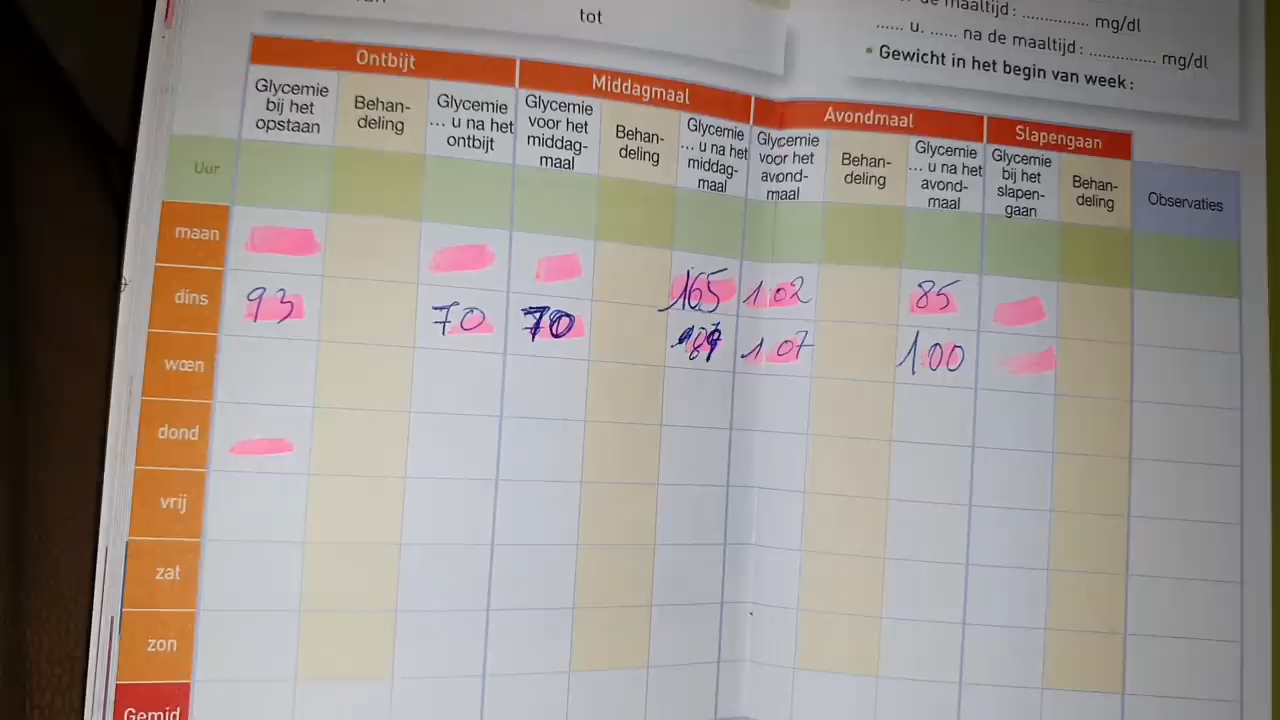 tot
de maaltijd : .............. mg/dl
...... u. ...... na de maaltijd : .............. mg/dl
• Gewicht in het begin van week :
Ontbijt Middagmaal Avondmaal Slapengaan
Glycemie bij het opstaan
Behan-deling
Glycemie ... u na het ontbijt
Glycemie voor het middag-maal
Behan-deling
Glycemie ... u na het middag-maal
Glycemie voor het avond-maal
Behan-deling
Glycemie ... u na het avond-maal
Glycemie bij het slapen-gaan
Behan-deling
Observaties
Uur
maan
165 102 85
dins 93 70 70
107 100
woen
dond
vrij
zat
zon
Gemid